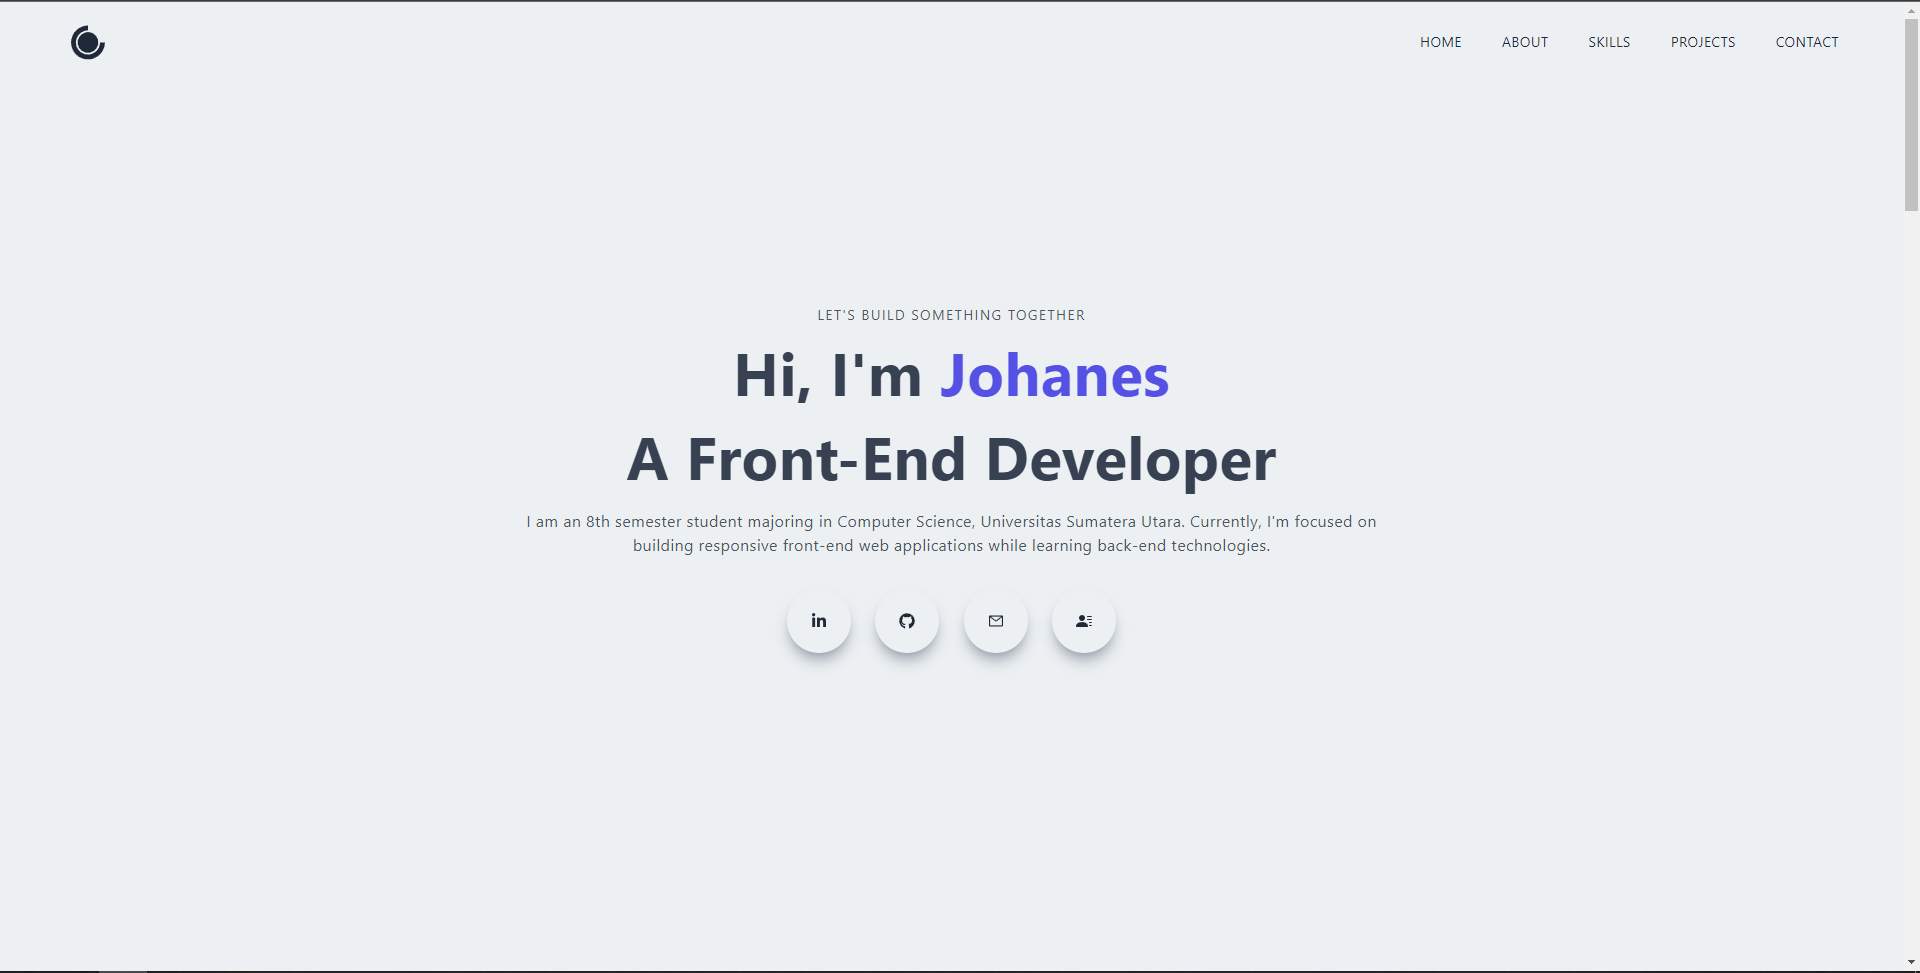 HOME ABOUT SKILLS PROJECTS CONTACT
LET'S BUILD SOMETHING TOGETHER
Hi, I'm Johanes
A Front-End Developer
I am an 8th semester student majoring in Computer Science, Universitas Sumatera Utara. Currently, I'm focused on
building responsive front-end web applications while learning back-end technologies.
in